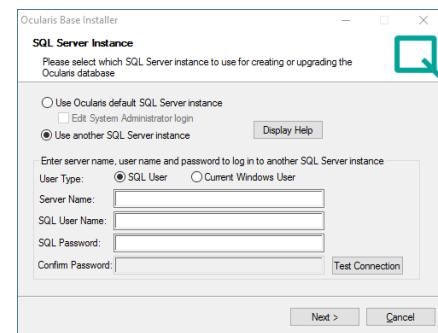 Ocularis Base Installer
SQL Server Instance
Please select which SQL Server instance to use for creating or upgrading the
Ocularis database
Use Ocularis default SQL Server instance
Edit System Administrator login
Use another SQL Server instance
Display Help
Enter server name, user name and password to log in to another SQL Server instance
User Type: SQL User Current Windows User
Server Name:
SQL User Name:
SQL Password:
Confirm Password: Test Connection
Next > Cancel